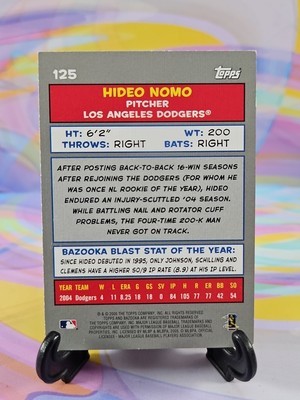 125
Topps
HIDEO NOMO
PITCHER
LOS ANGELES DODGERS®
HT: 6'2" WT: 200
THROWS: RIGHT BATS: RIGHT
AFTER POSTING BACK-TO-BACK 16-WIN SEASONS
AFTER REJOINING THE DODGERS (FOR WHOM HE
WAS ONCE NL ROOKIE OF THE YEAR), HIDEO
ENDURED AN INJURY-SCUTTLED '04 SEASON.
WHILE BATTLING NAIL AND ROTATOR CUFF
PROBLEMS, THE FOUR-TIME 200-K MAN
NEVER GOT ON TRACK.
BAZOOKA BLAST STAT OF THE YEAR:
SINCE HIDEO DEBUTED IN 1995, ONLY JOHNSON, SCHILLING AND
CLEMENS HAVE A HIGHER SO/9 IP RATE (8.9) AT HIS IP LEVEL.
YEAR TEAM W L ERA G GS SV IP H R ER BB SO
2004 Dodgers 4 11 8.25 18 18 0 84 105 77 77 42 54